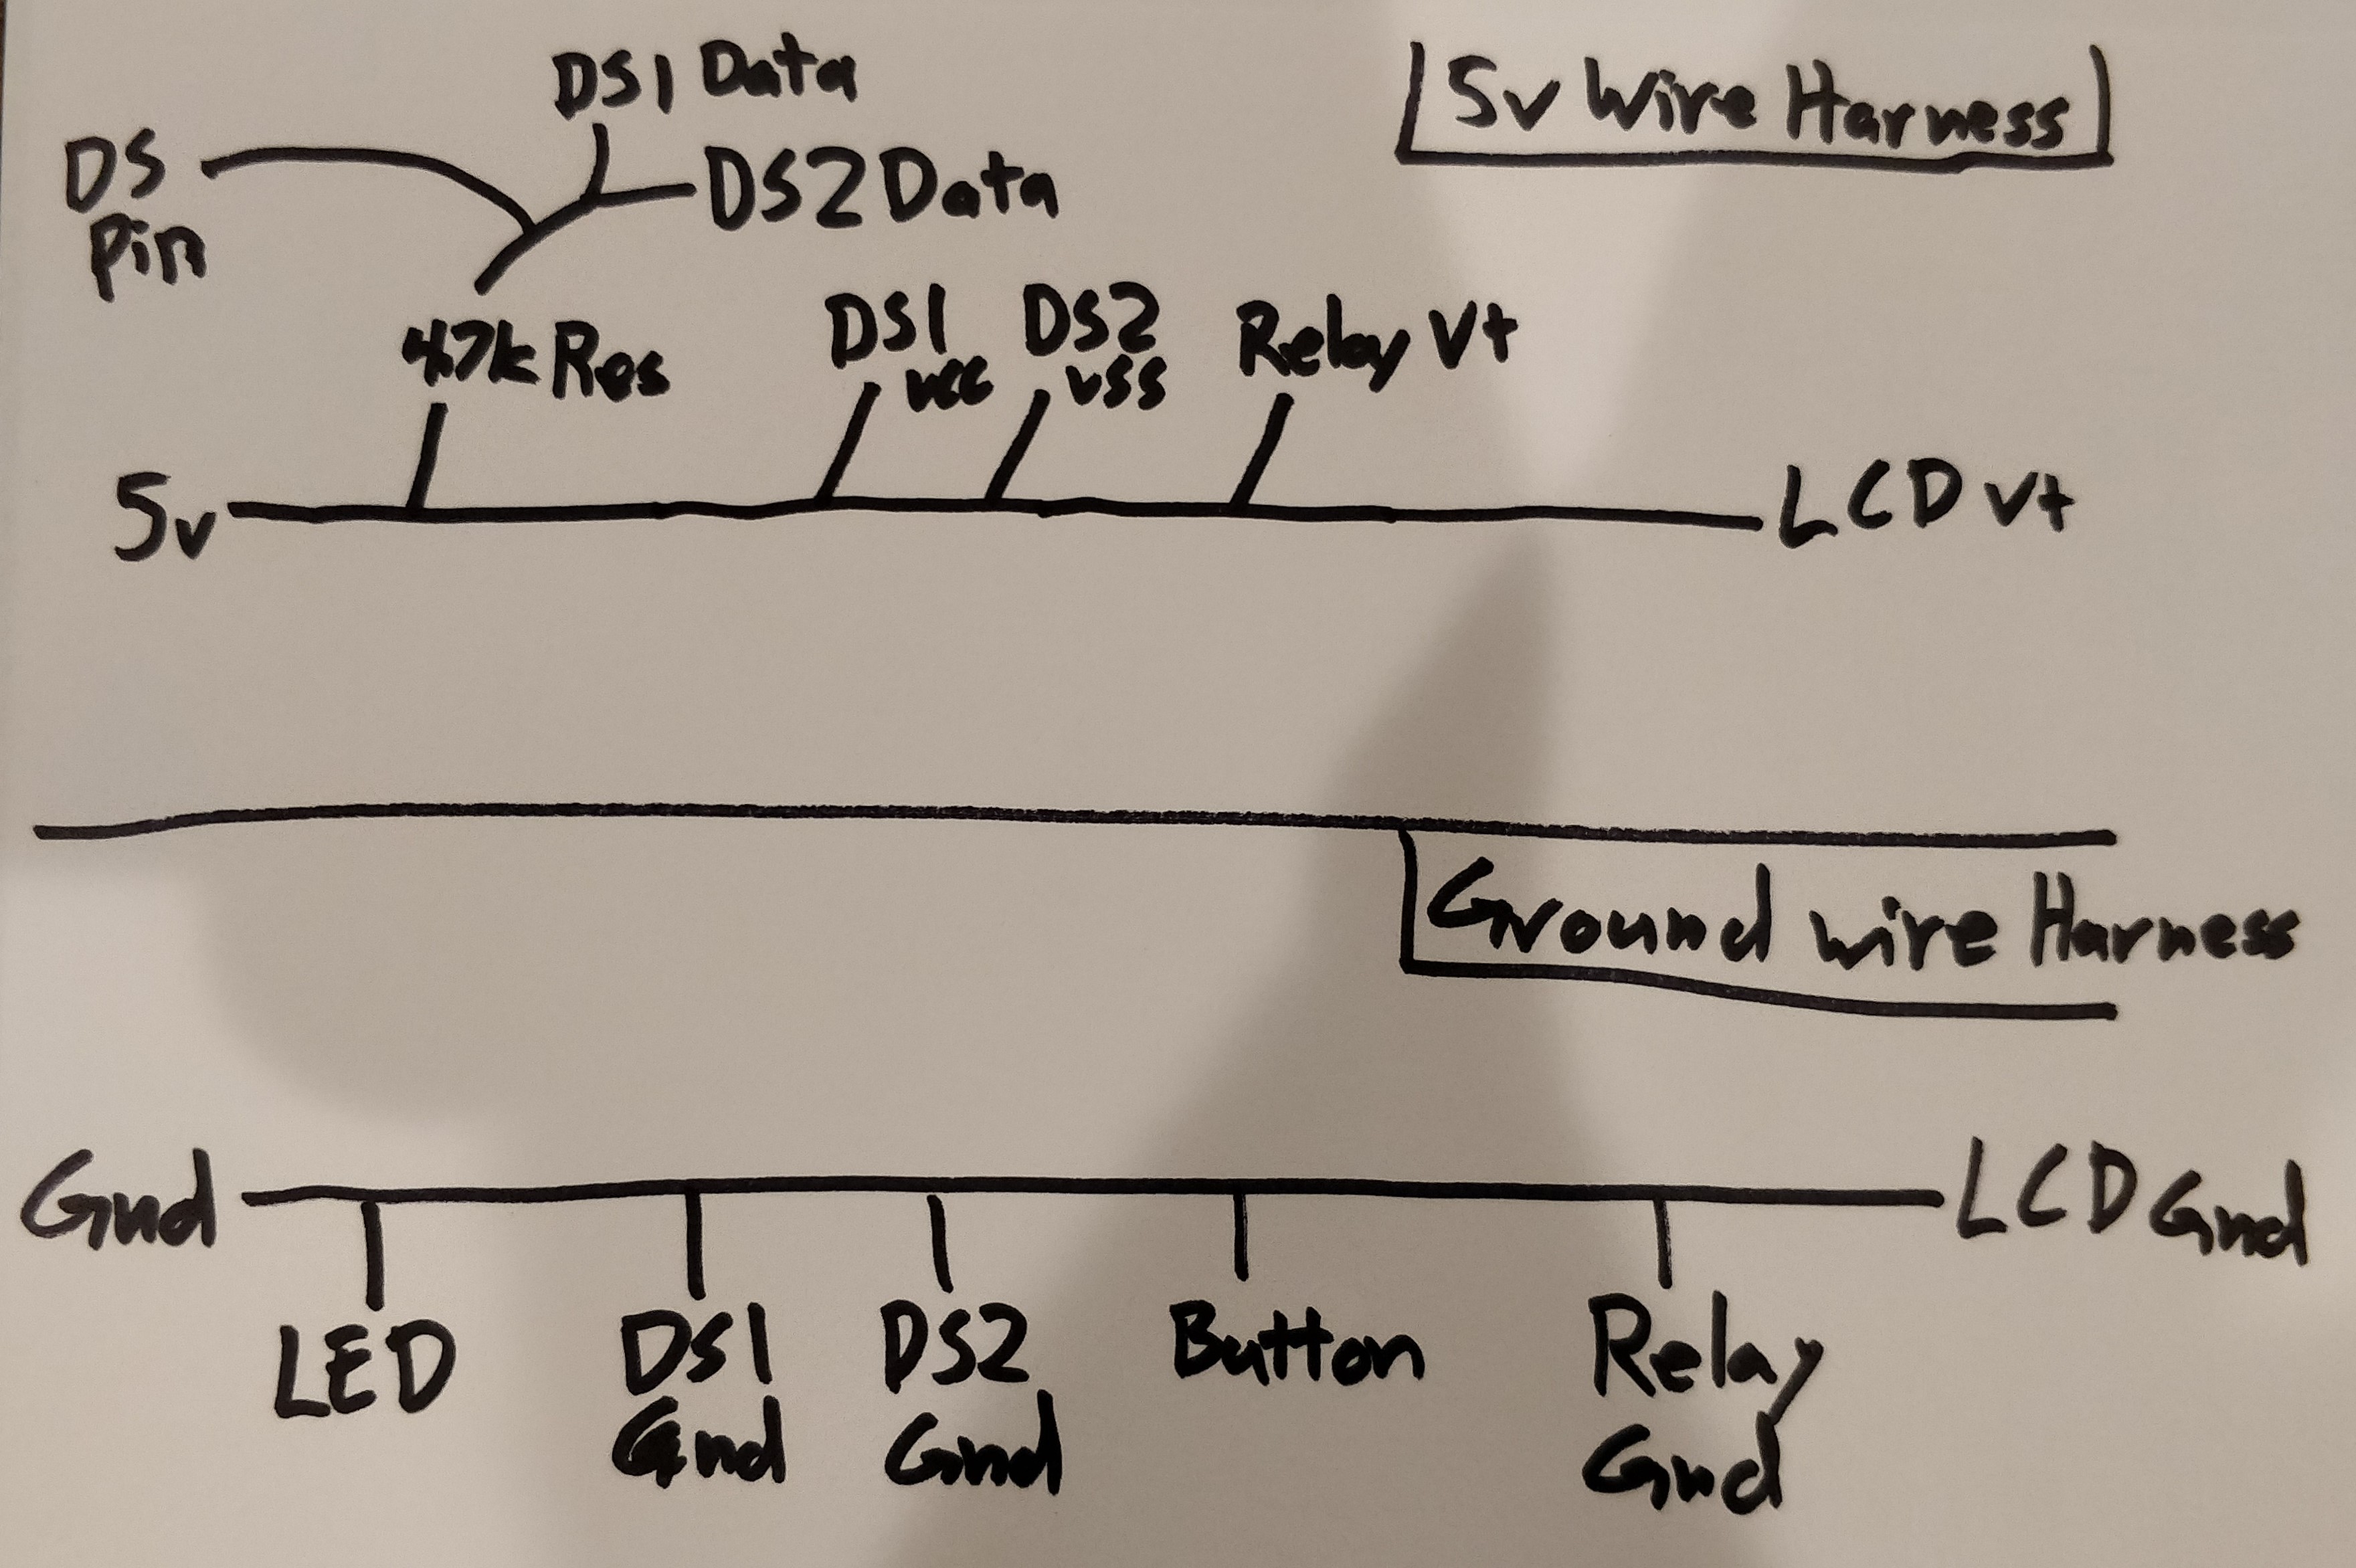 DS1 Data
5v Wire Harness
DS
Pin
DS2 Data
4.7k Res
DS1
vcc
DS2
vss
Relay V+
5v
LCD V+
Ground wire Harness
Gnd
LCD Gnd
LED
DS1
Gnd
DS2
Gnd
Button
Relay
Gnd